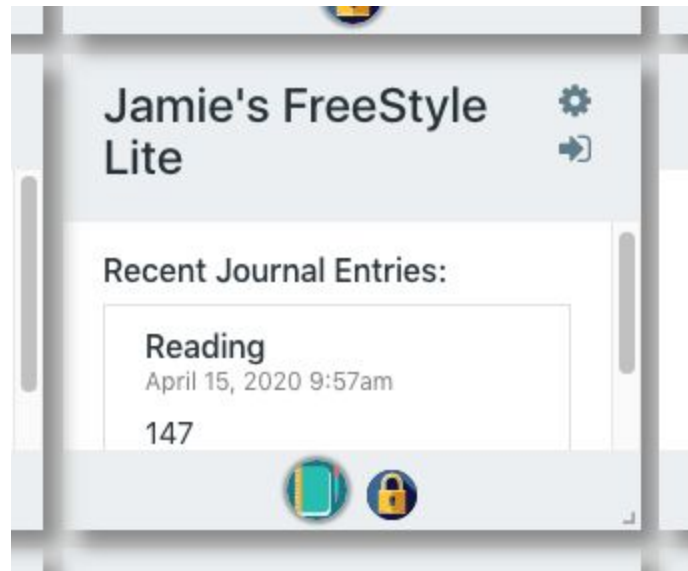 Jamie's FreeStyle
Lite
Recent Journal Entries:
Reading
April 15, 2020 9:57am
147